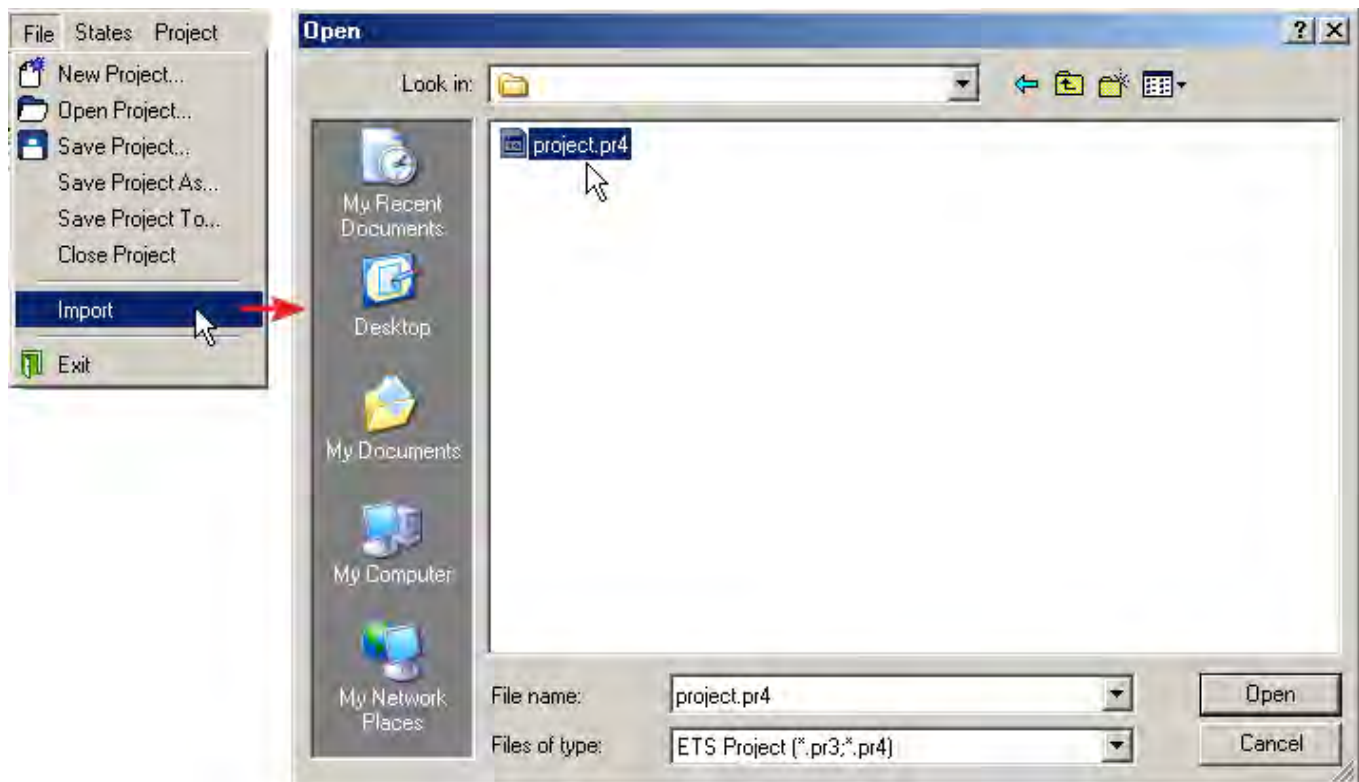 File States Project
New Project...
Open Project...
Save Project...
Save Project As...
Save Project To...
Close Project
Import
Exit
Open
Look in:
project.pr4
My Recent
Documents
Desktop
My Documents
My Computer
My Network
Places
File name: project.pr4 Open
Files of type: ETS Project (*.pr3;*.pr4) Cancel